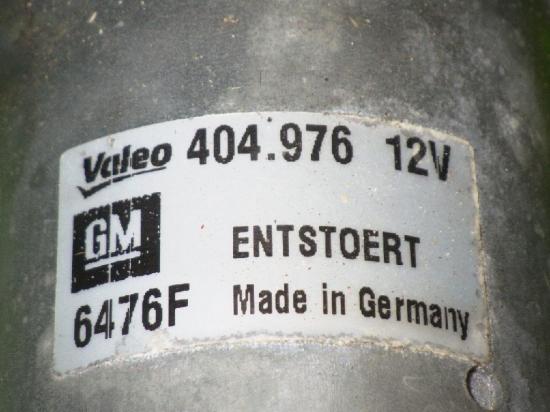 Valeo 404.976 12V
GM ENTSTOERT
6476F Made in Germany